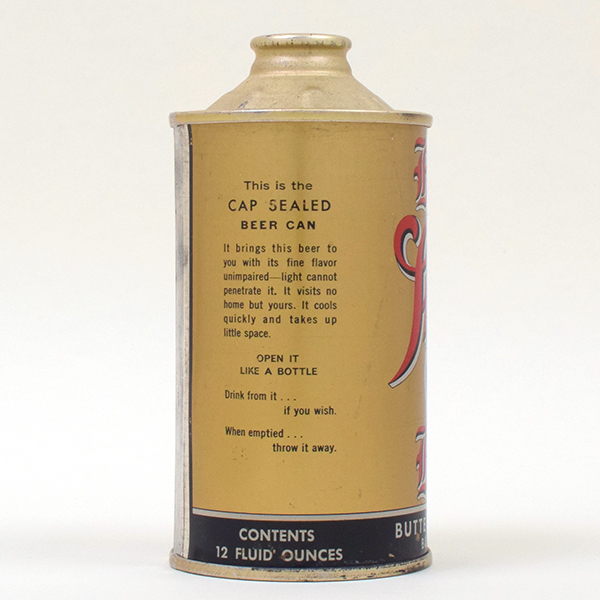 This is the
CAP SEALED
BEER CAN
It brings this beer to
you with its fine flavor
unimpaired—light cannot
penetrate it. It visits no
home but yours. It cools
quickly and takes up
little space.
OPEN IT
LIKE A BOTTLE
Drink from it . . .
if you wish.
When emptied . . .
throw it away.
CONTENTS
12 FLUID OUNCES